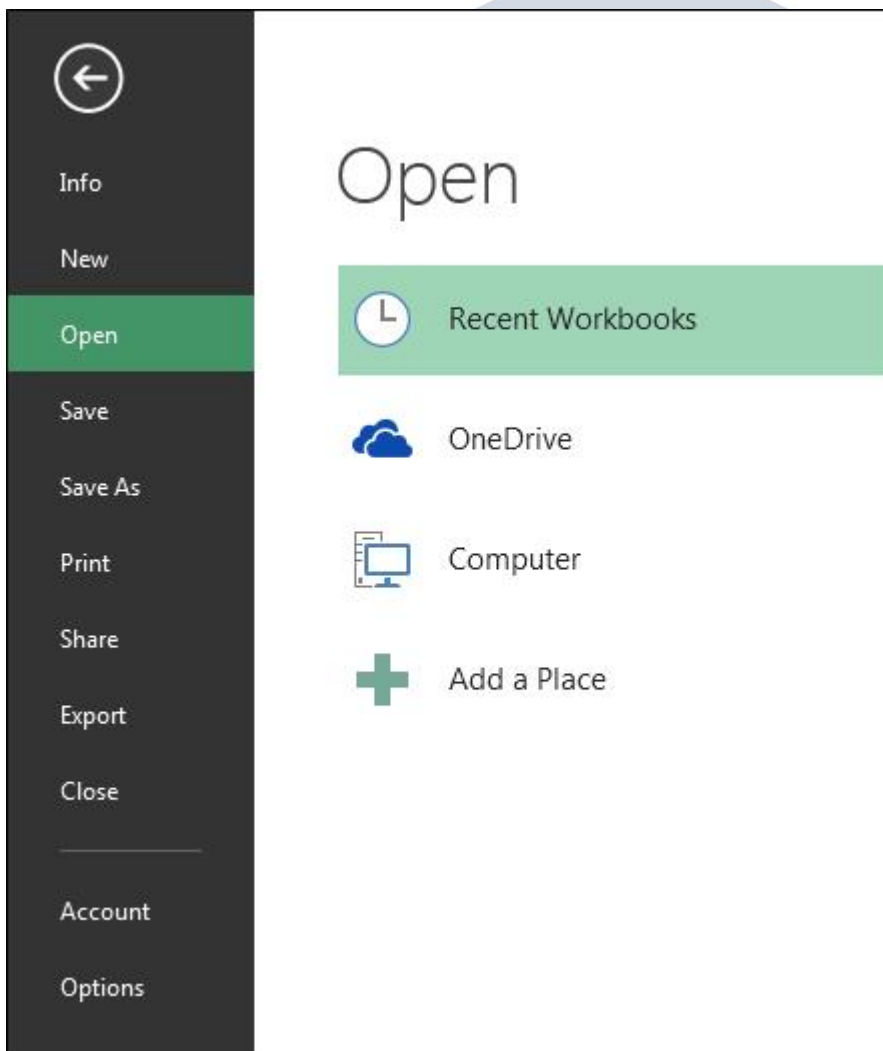 Info
New
Open
Save
Save As
Print
Share
Export
Close
Account
Options
Open
Recent Workbooks
OneDrive
Computer
Add a Place